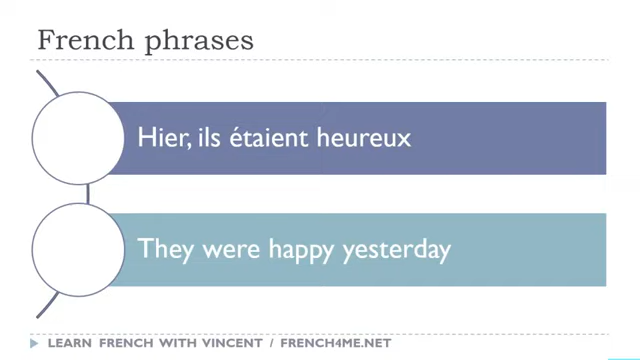 French phrases
Hier, ils étaient heureux
They were happy yesterday
LEARN FRENCH WITH VINCENT / FRENCH4ME.NET